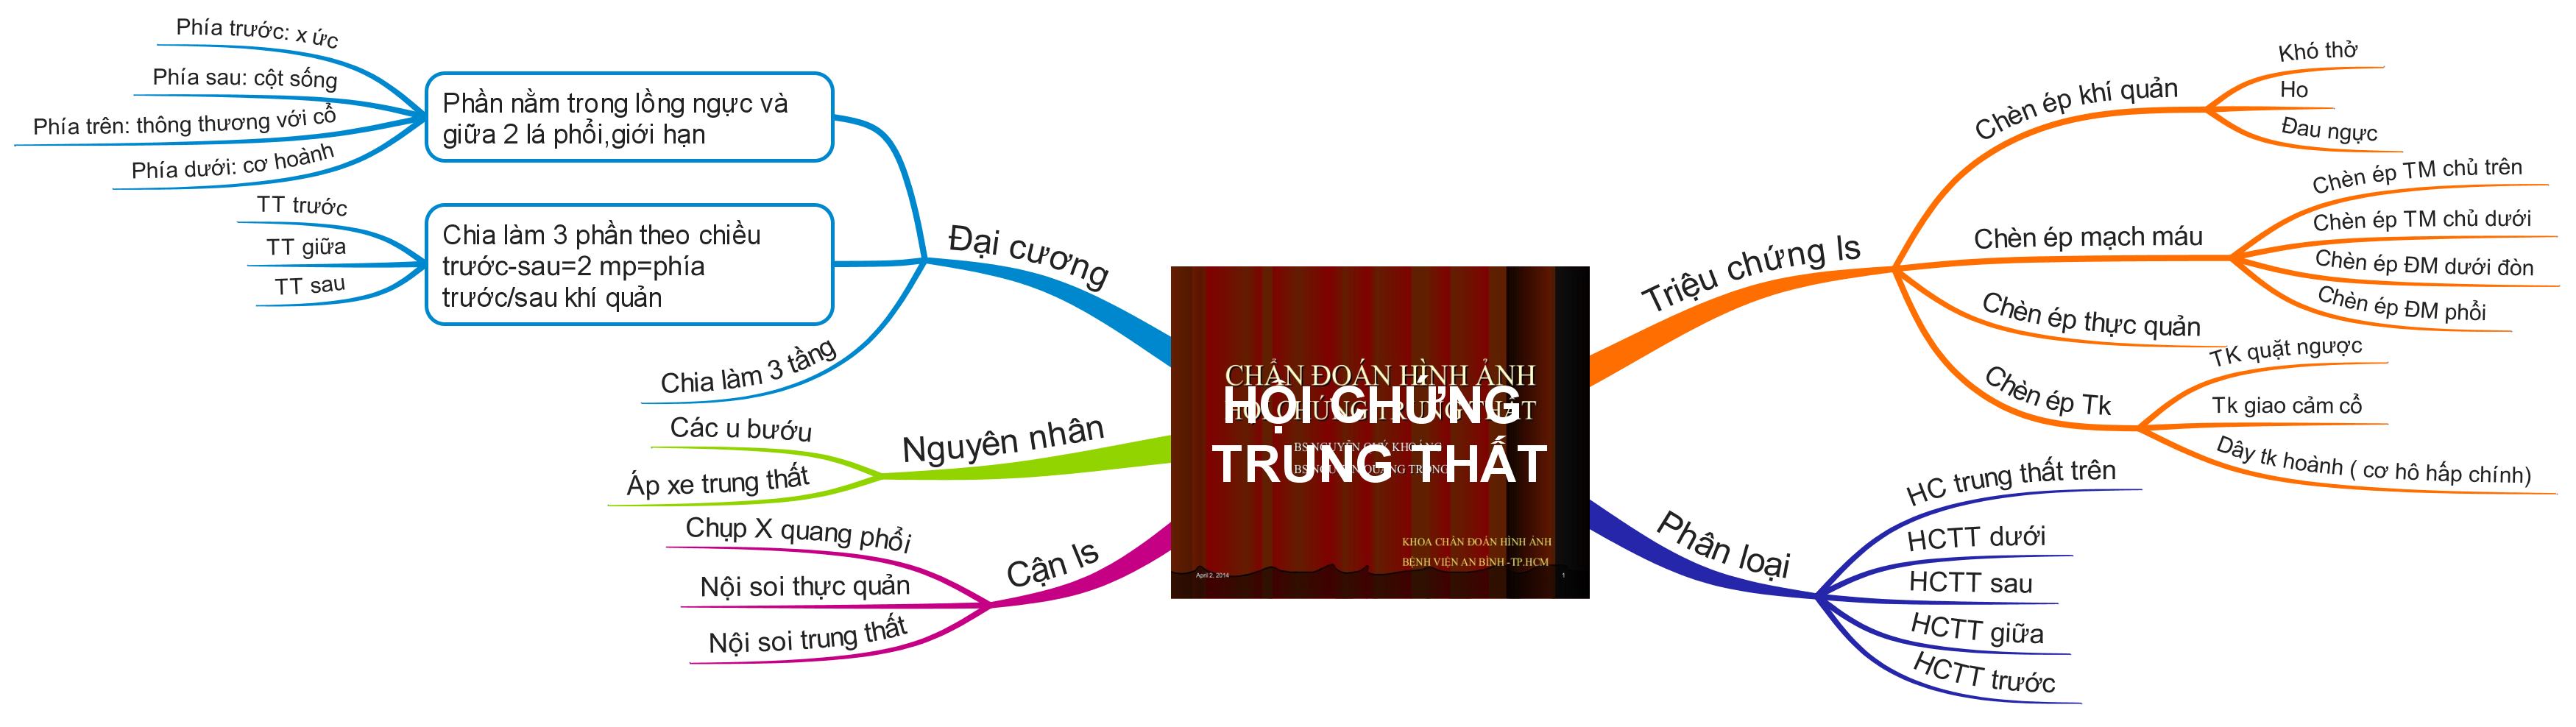 Phía trước: x ức
Phía sau: cột sống
Phía trên: thông thương với cổ
Phía dưới: cơ hoành
Phần nằm trong lồng ngực và
giữa 2 lá phổi,giới hạn
TT trước
TT giữa
TT sau
Chia làm 3 phần theo chiều
trước-sau=2 mp=phía
trước/sau khí quản
Chia làm 3 tầng
Đại cương
Các u bướu
Áp xe trung thất
Nguyên nhân
Chụp X quang phổi
Nội soi thực quản
Nội soi trung thất
Cận ls
CHẨN ĐOÁN HÌNH ẢNH
HỘI CHỨNG TRUNG THẤT
HỘI CHỨNG
TRUNG THẤT
BS NGUYỄN QUÝ KHOÁNG
BS NGUYỄN QUANG TRỌNG
KHOA CHẨN ĐOÁN HÌNH ẢNH
BỆNH VIỆN AN BÌNH -TP.HCM
April 2, 2014
1
Triệu chứng ls
Chèn ép khí quản
Khó thở
Ho
Đau ngực
Chèn ép mạch máu
Chèn ép TM chủ trên
Chèn ép TM chủ dưới
Chèn ép ĐM dưới đòn
Chèn ép ĐM phổi
Chèn ép thực quản
Chèn ép Tk
TK quặt ngược
Tk giao cảm cổ
Dây tk hoành ( cơ hô hấp chính)
Phân loại
HC trung thất trên
HCTT dưới
HCTT sau
HCTT giữa
HCTT trước